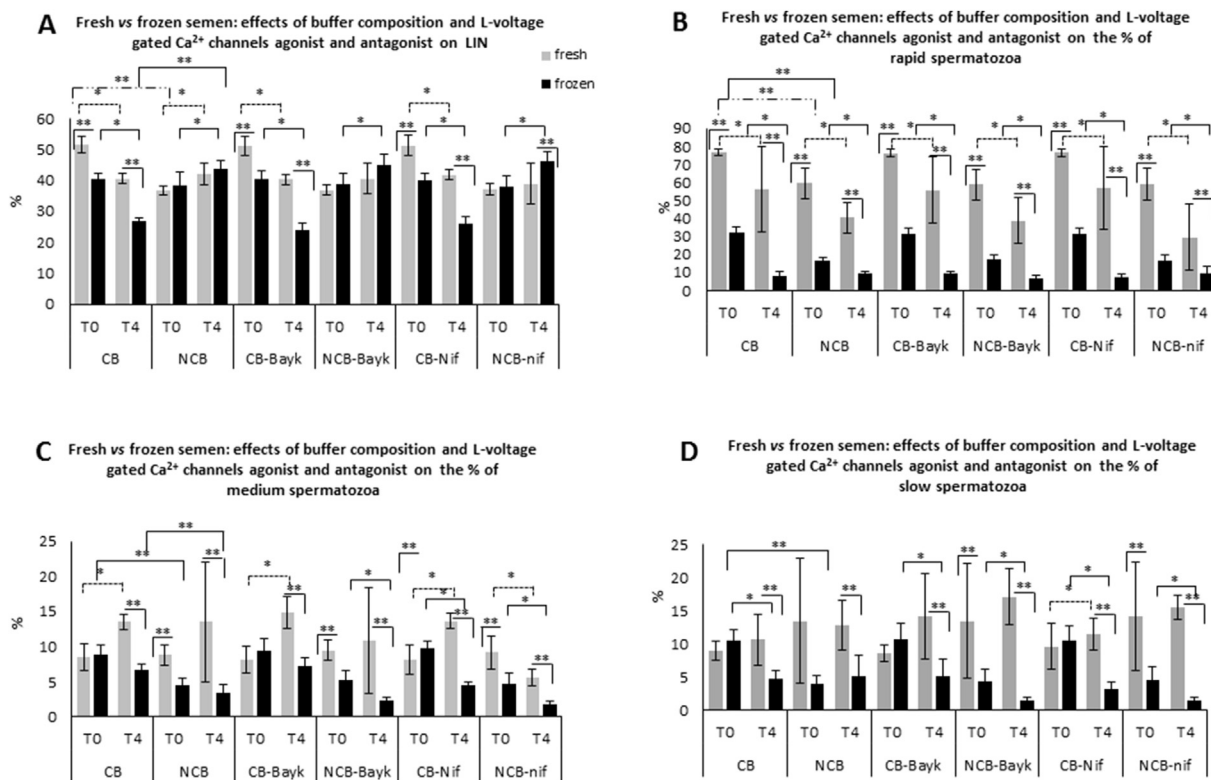 A
Fresh vs frozen semen: effects of buffer composition and L-voltage
gated Ca²⁺ channels agonist and antagonist on LIN
fresh
frozen
** ** * * * * ** * ** * ** * * * ** * ** * **
60
50
40
30
20
10
0
%
T0 T4 T0 T4 T0 T4 T0 T4 T0 T4 T0 T4
CB NCB CB-Bayk NCB-Bayk CB-Nif NCB-nif
B
Fresh vs frozen semen: effects of buffer composition and L-voltage
gated Ca²⁺ channels agonist and antagonist on the % of
rapid spermatozoa
90
80
70
60
50
40
30
20
10
0
%
T0 T4 T0 T4 T0 T4 T0 T4 T0 T4 T0 T4
CB NCB CB-Bayk NCB-Bayk CB-Nif NCB-nif
C
Fresh vs frozen semen: effects of buffer composition and L-voltage
gated Ca²⁺ channels agonist and antagonist on the % of
medium spermatozoa
25
20
15
10
5
0
%
T0 T4 T0 T4 T0 T4 T0 T4 T0 T4 T0 T4
CB NCB CB-Bayk NCB-Bayk CB-Nif NCB-nif
D
Fresh vs frozen semen: effects of buffer composition and L-voltage
gated Ca²⁺ channels agonist and antagonist on the % of
slow spermatozoa
25
20
15
10
5
0
%
T0 T4 T0 T4 T0 T4 T0 T4 T0 T4 T0 T4
CB NCB CB-Bayk NCB-Bayk CB-Nif NCB-nif